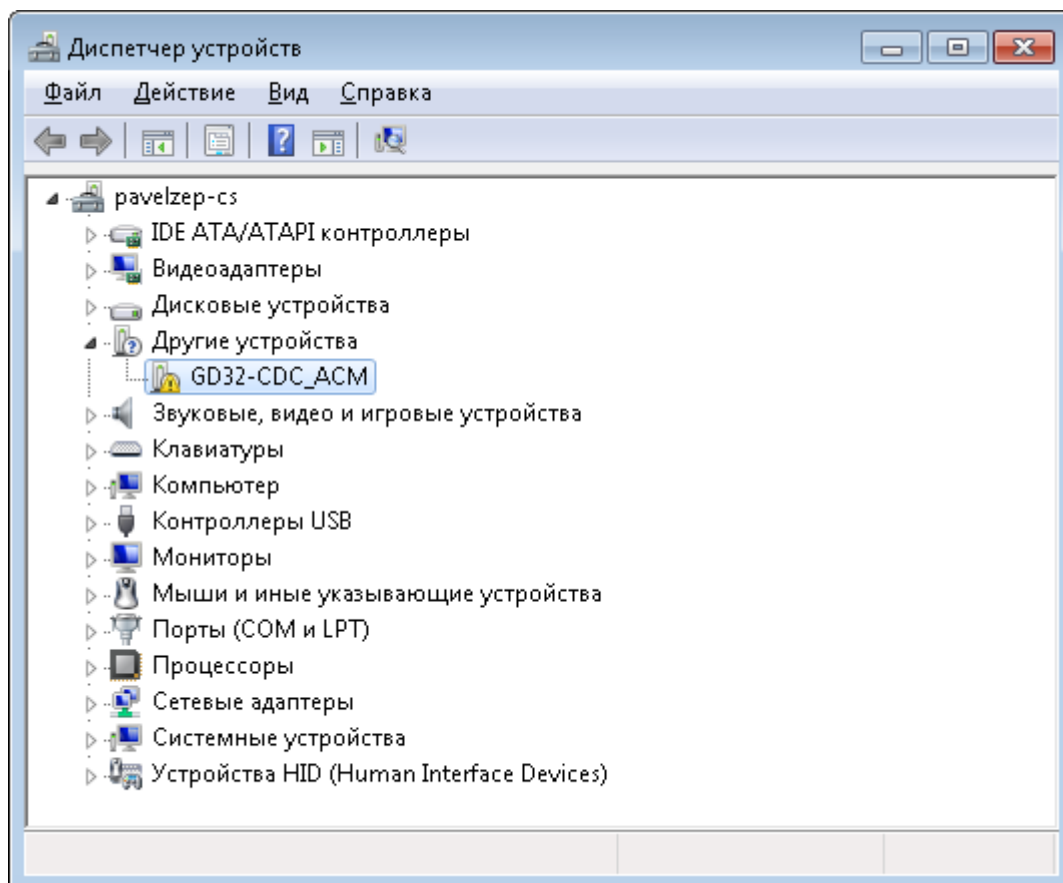 Диспетчер устройств
Файл Действие Вид Справка
pavelzep-cs
IDE ATA/ATAPI контроллеры
Видеоадаптеры
Дисковые устройства
Другие устройства
GD32-CDC_ACM
Звуковые, видео и игровые устройства
Клавиатуры
Компьютер
Контроллеры USB
Мониторы
Мыши и иные указывающие устройства
Порты (COM и LPT)
Процессоры
Сетевые адаптеры
Системные устройства
Устройства HID (Human Interface Devices)